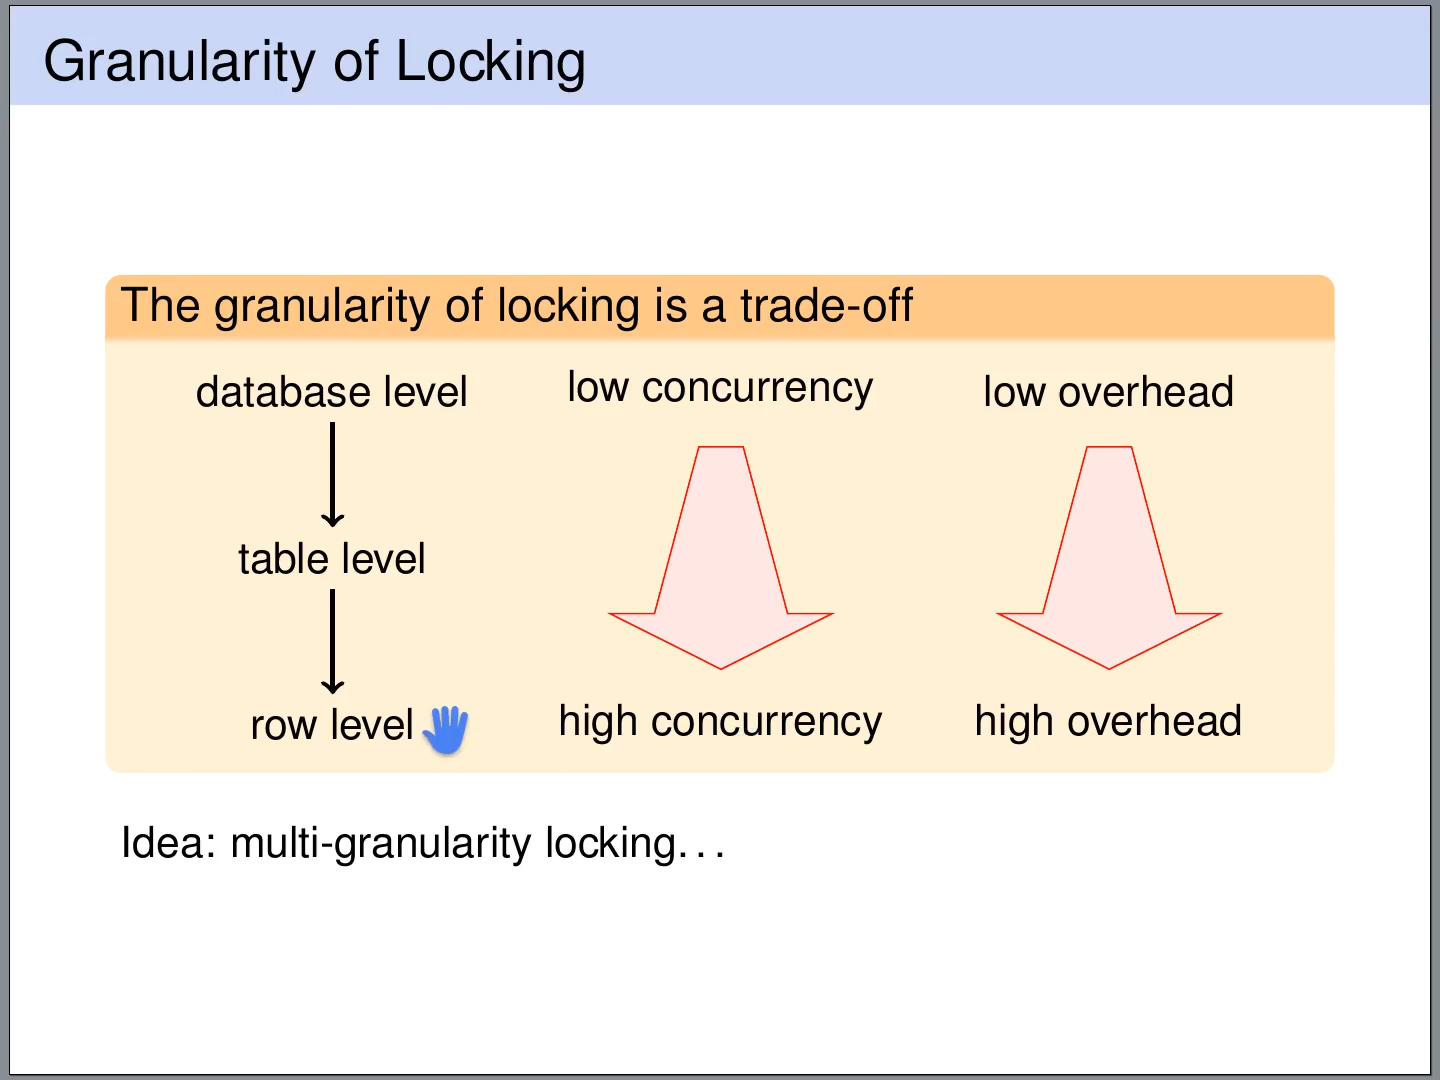 Granularity of Locking
The granularity of locking is a trade-off
database level low concurrency low overhead
table level
row level high concurrency high overhead
Idea: multi-granularity locking. . .